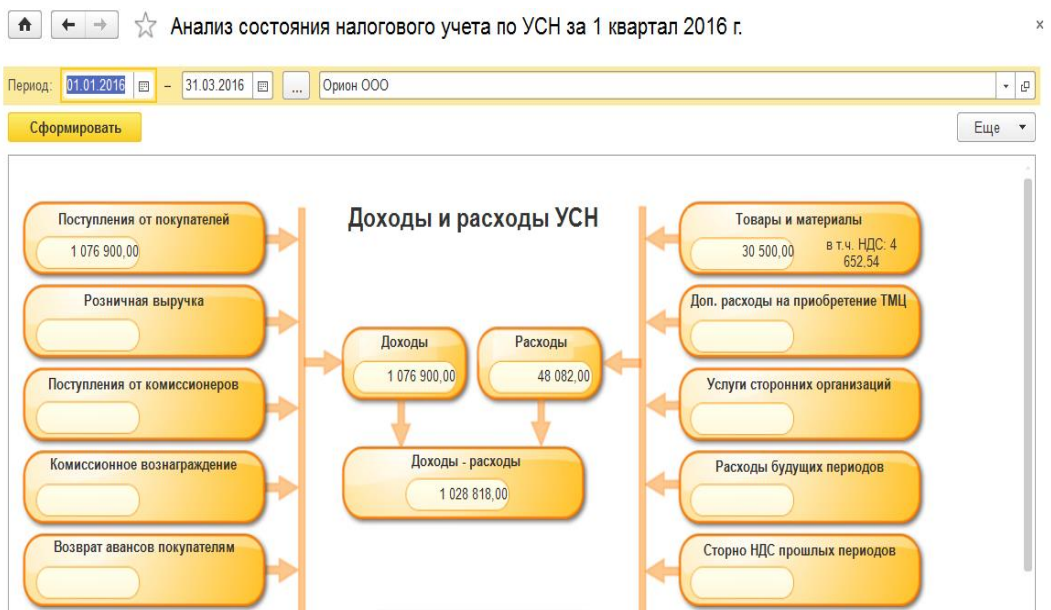 Анализ состояния налогового учета по УСН за 1 квартал 2016 г.
Период: 01.01.2016 – 31.03.2016 ... Орион ООО
Сформировать
Еще
Доходы и расходы УСН
Поступления от покупателей
1 076 900,00
Розничная выручка
Поступления от комиссионеров
Комиссионное вознаграждение
Возврат авансов покупателям
Доходы
1 076 900,00
Расходы
48 082,00
Доходы - расходы
1 028 818,00
Товары и материалы
30 500,00
в т.ч. НДС: 4
652,54
Доп. расходы на приобретение ТМЦ
Услуги сторонних организаций
Расходы будущих периодов
Сторно НДС прошлых периодов